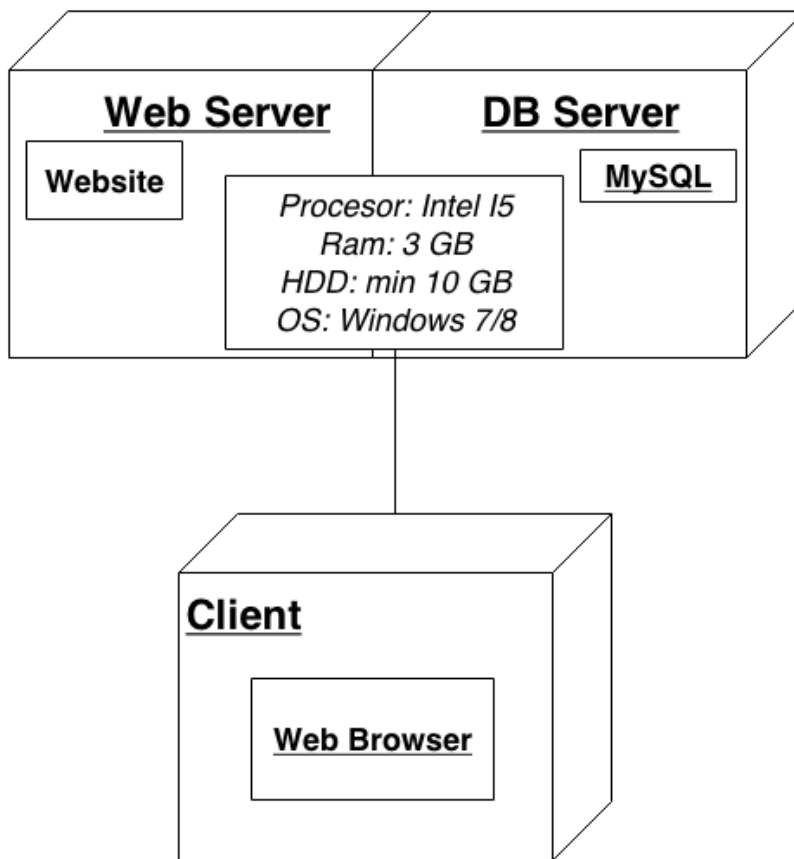 Web Server
DB Server
Website
MySQL
Procesor: Intel I5
Ram: 3 GB
HDD: min 10 GB
OS: Windows 7/8
Client
Web Browser